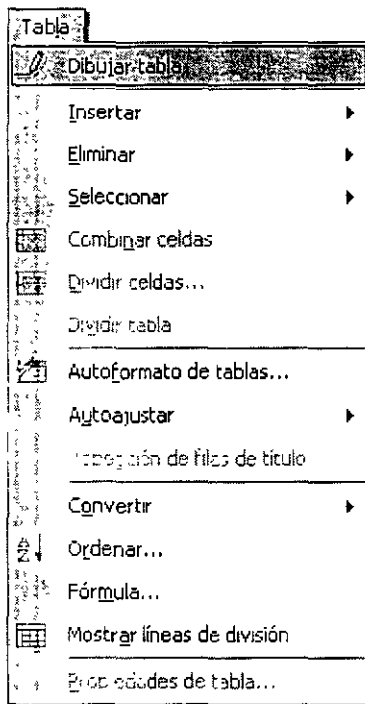 Tabla
Dibujar tabla
Insertar
Eliminar
Seleccionar
Combinar celdas
Dividir celdas...
Dividir tabla
Autoformato de tablas...
Autoajustar
de filas de título
Convertir
Ordenar...
Fórmula...
Mostrar líneas de división
Propiedades de tabla...